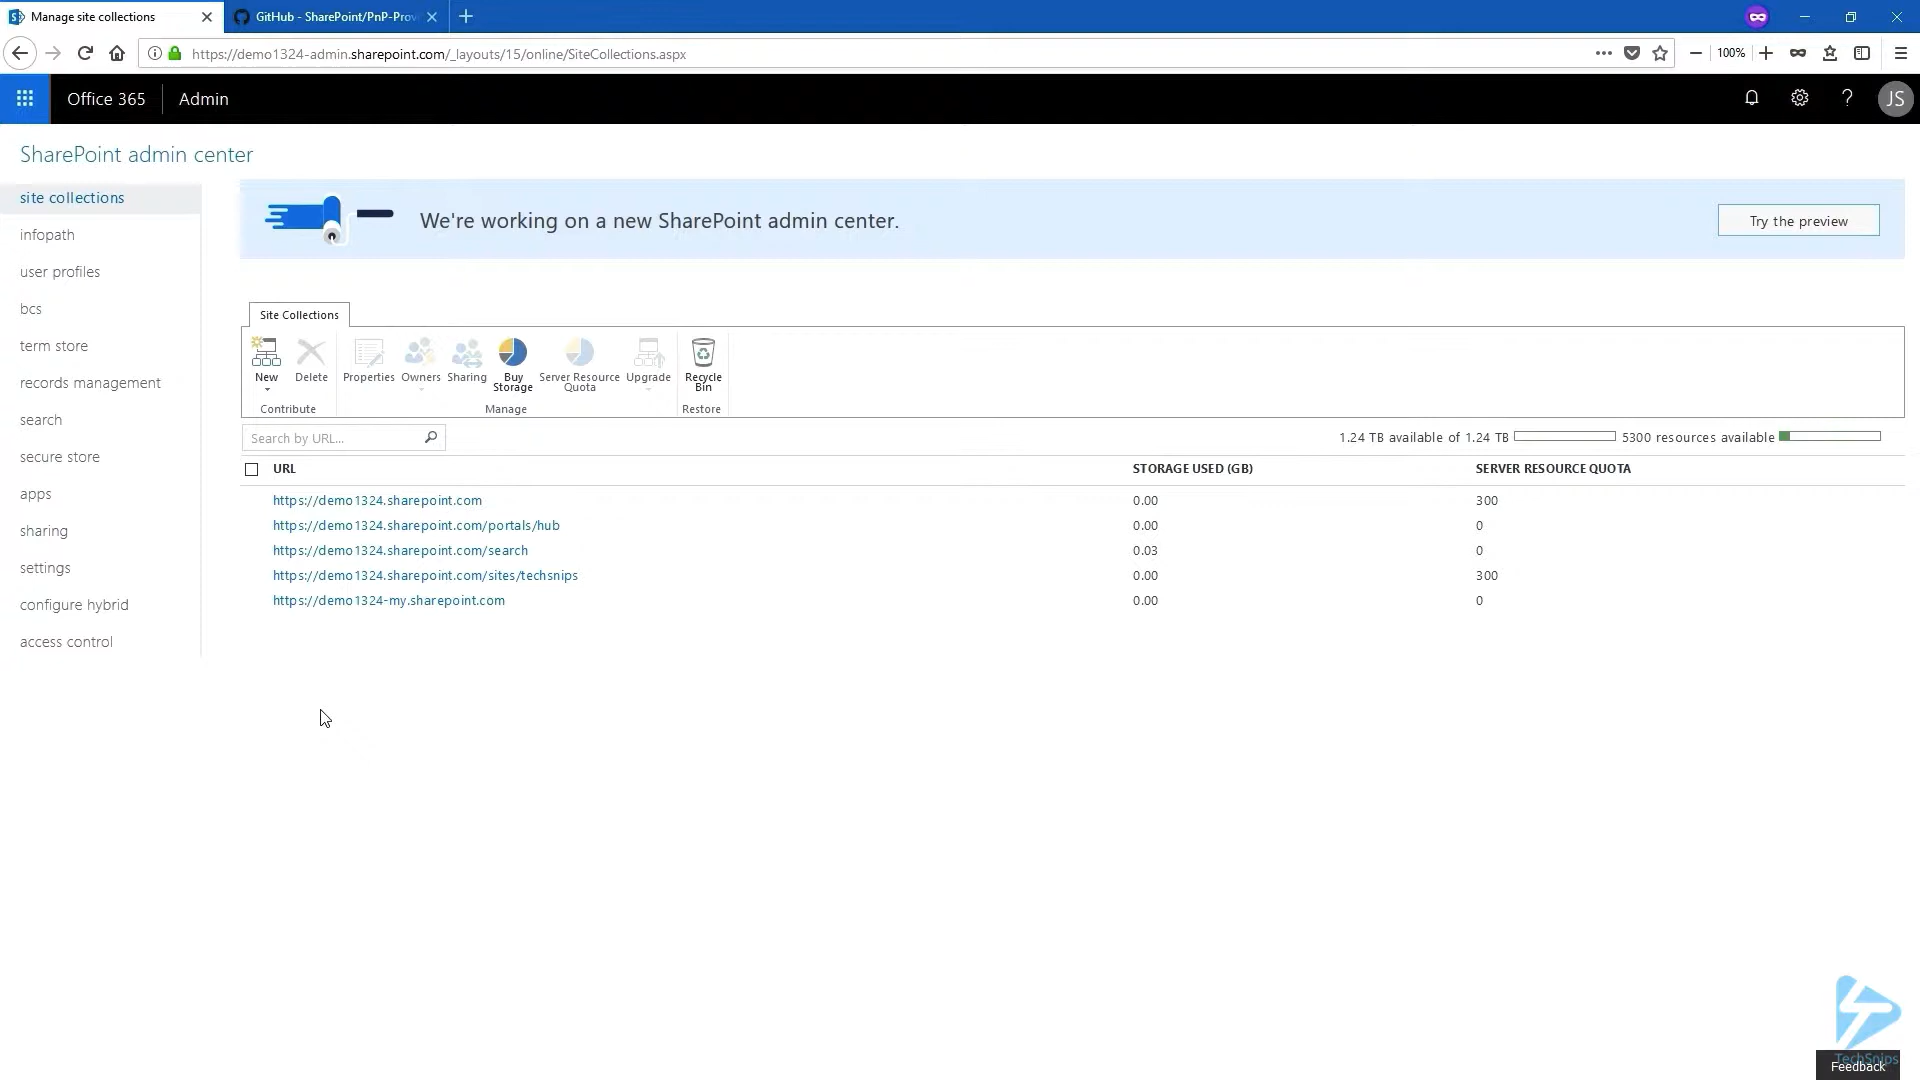 Manage site collections
GitHub - SharePoint/PnP-Prov
https://demo1324-admin.sharepoint.com/_layouts/15/online/SiteCollections.aspx
100%
Office 365
Admin
JS
SharePoint admin center
site collections
infopath
user profiles
bcs
term store
records management
search
secure store
apps
sharing
settings
configure hybrid
access control
We're working on a new SharePoint admin center.
Try the preview
Site Collections
New
Delete
Properties
Owners
Sharing
Buy
Storage
Server Resource
Quota
Upgrade
Recycle
Bin
Contribute
Manage
Restore
Search by URL...
1.24 TB available of 1.24 TB
5300 resources available
URL STORAGE USED (GB) SERVER RESOURCE QUOTA
https://demo1324.sharepoint.com 0.00 300
https://demo1324.sharepoint.com/portals/hub 0.00 0
https://demo1324.sharepoint.com/search 0.03 0
https://demo1324.sharepoint.com/sites/techsnips 0.00 300
https://demo1324-my.sharepoint.com 0.00 0
TechSnips
Feedback